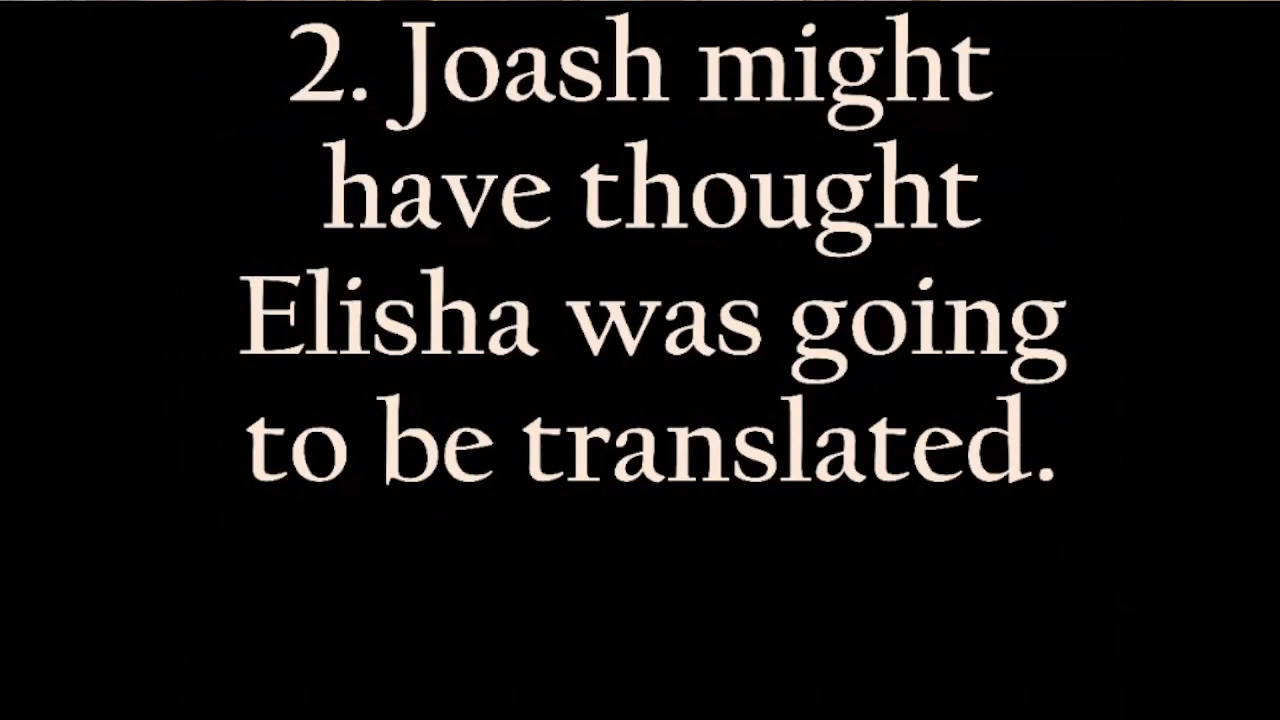 2. Joash might
have thought
Elisha was going
to be translated.